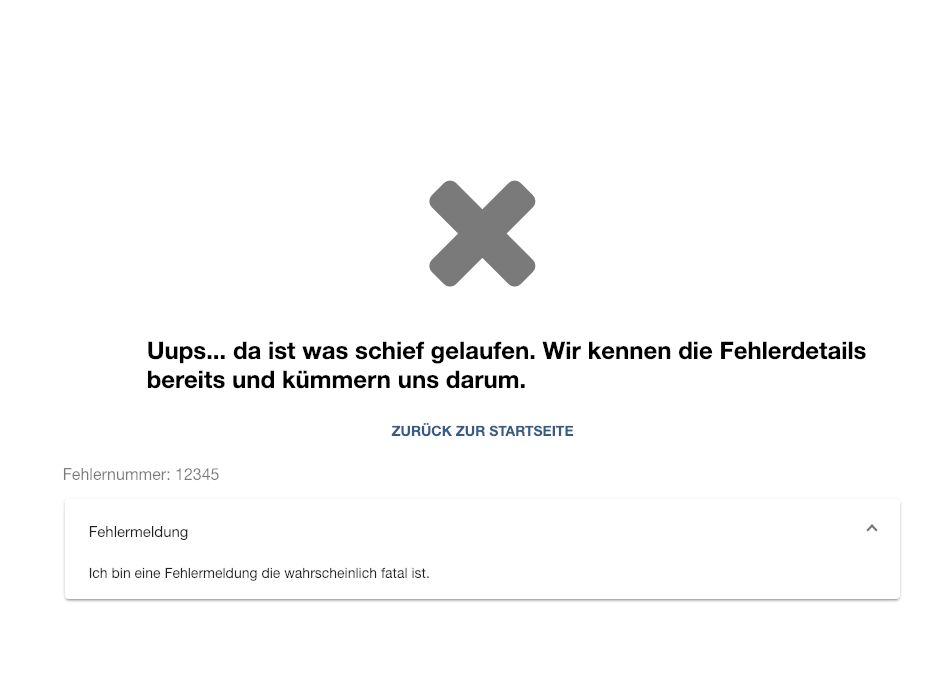 Uups... da ist was schief gelaufen. Wir kennen die Fehlerdetails
bereits und kümmern uns darum.
ZURÜCK ZUR STARTSEITE
Fehlernummer: 12345
Fehlermeldung
Ich bin eine Fehlermeldung die wahrscheinlich fatal ist.